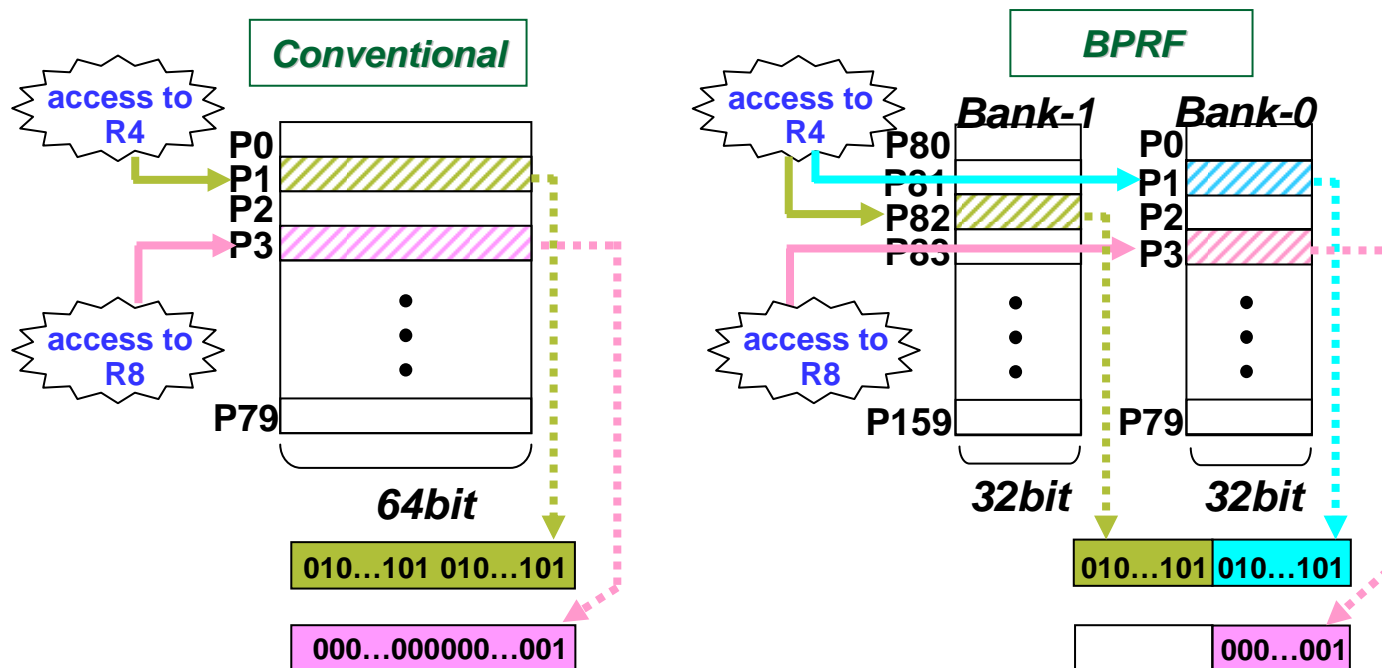 Conventional
access to
R4
P0
P1
P2
P3
access to
R8
P79
64bit
010...101 010...101
000...000000...001
BPRF
access to
R4
Bank-1
Bank-0
P80
P81
P82
P83
P0
P1
P2
P3
access to
R8
P159
P79
32bit
32bit
010...101
010...101
000...001